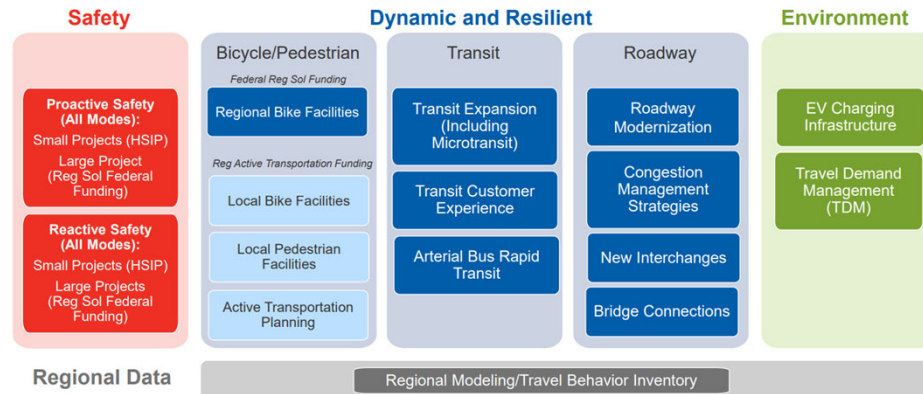 Safety
Proactive Safety
(All Modes):
Small Projects (HSIP)
Large Project
(Reg Sol Federal
Funding)
Reactive Safety
(All Modes):
Small Projects (HSIP)
Large Projects
(Reg Sol Federal
Funding)
Dynamic and Resilient
Bicycle/Pedestrian
Federal Reg Sol Funding
Regional Bike Facilities
Reg Active Transportation Funding
Local Bike Facilities
Local Pedestrian
Facilities
Active Transportation
Planning
Transit
Transit Expansion
(Including
Microtransit)
Transit Customer
Experience
Arterial Bus Rapid
Transit
Roadway
Roadway
Modernization
Congestion
Management
Strategies
New Interchanges
Bridge Connections
Environment
EV Charging
Infrastructure
Travel Demand
Management
(TDM)
Regional Data
Regional Modeling/Travel Behavior Inventory